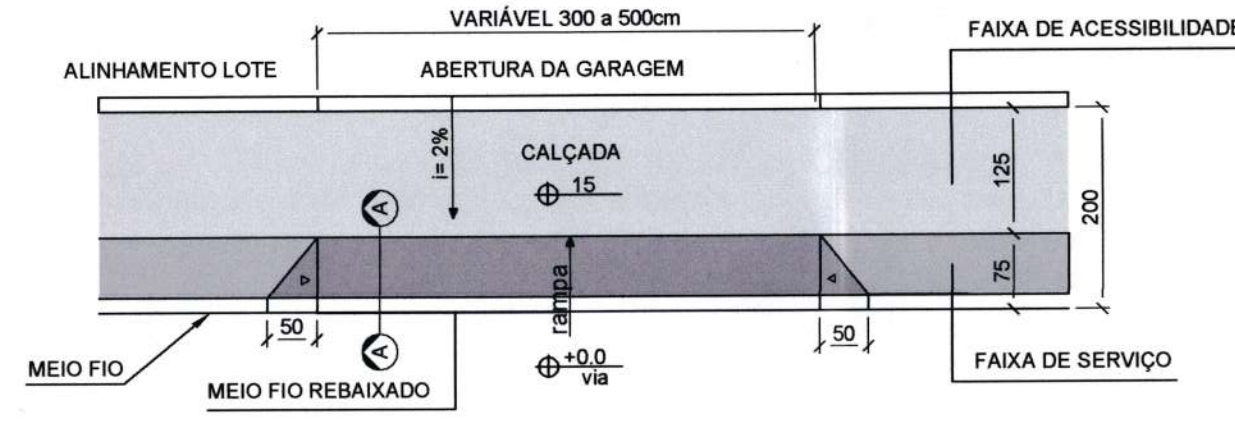 VARIÁVEL 300 a 500cm
FAIXA DE ACESSIBILIDADE
ALINHAMENTO LOTE
ABERTURA DA GARAGEM
i= 2%
CALÇADA
15
125
200
A
75
rampa
50
50
A
+0.0
via
MEIO FIO
MEIO FIO REBAIXADO
FAIXA DE SERVIÇO